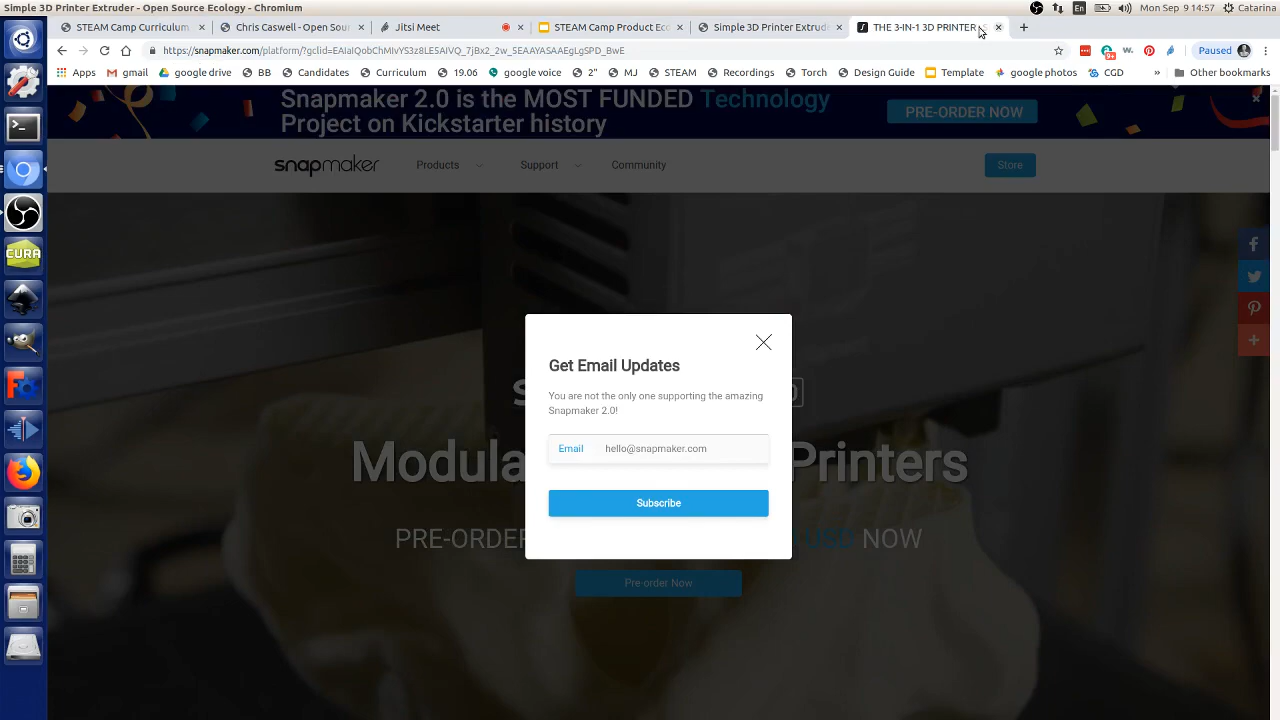 Simple 3D Printer Extruder - Open Source Ecology - Chromium
En
Mon Sep 9 14:57
Catarina
STEAM Camp Curriculum
Chris Caswell - Open Sour
Jitsi Meet
STEAM Camp Product Ec
Simple 3D Printer Extrud
THE 3-IN-1 3D PRINTER
https://snapmaker.com/platform/?gclid=EAIaIQobChMIvYS3z8LE5AIVQ_7jBx2_2w_5EAAYASAAEgLgSPD_BwE
Paused
Apps
gmail
google drive
BB
Candidates
Curriculum
19.06
google voice
2"
MJ
STEAM
Recordings
Torch
Design Guide
Template
google photos
CGD
»
Other bookmarks
Snapmaker 2.0 is the MOST FUNDED Technology
Project on Kickstarter history
PRE-ORDER NOW
snapmaker
Products
Support
Community
Store
Get Email Updates
You are not the only one supporting the amazing
Snapmaker 2.0!
Email hello@snapmaker.com
Subscribe
Modula Printers
PRE-ORDER NOW
Pre-order Now
CURA